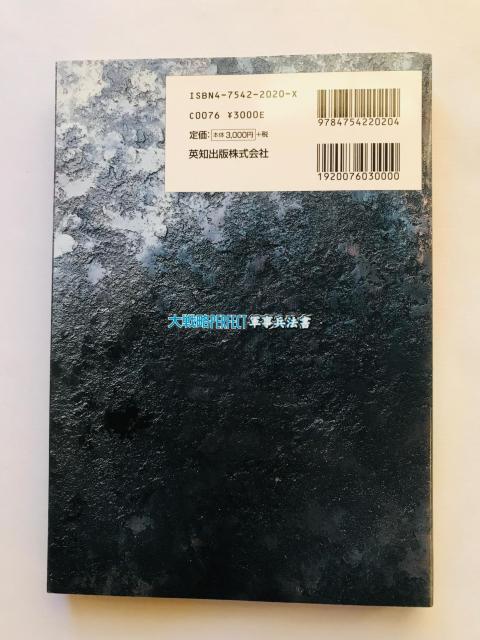 ISBN4-7542-2020-X
C0076 ¥3000E
定価：本体3,000円＋税
英知出版株式会社
9784754220204
1920076030000
大戦略PERFECT軍事兵法書